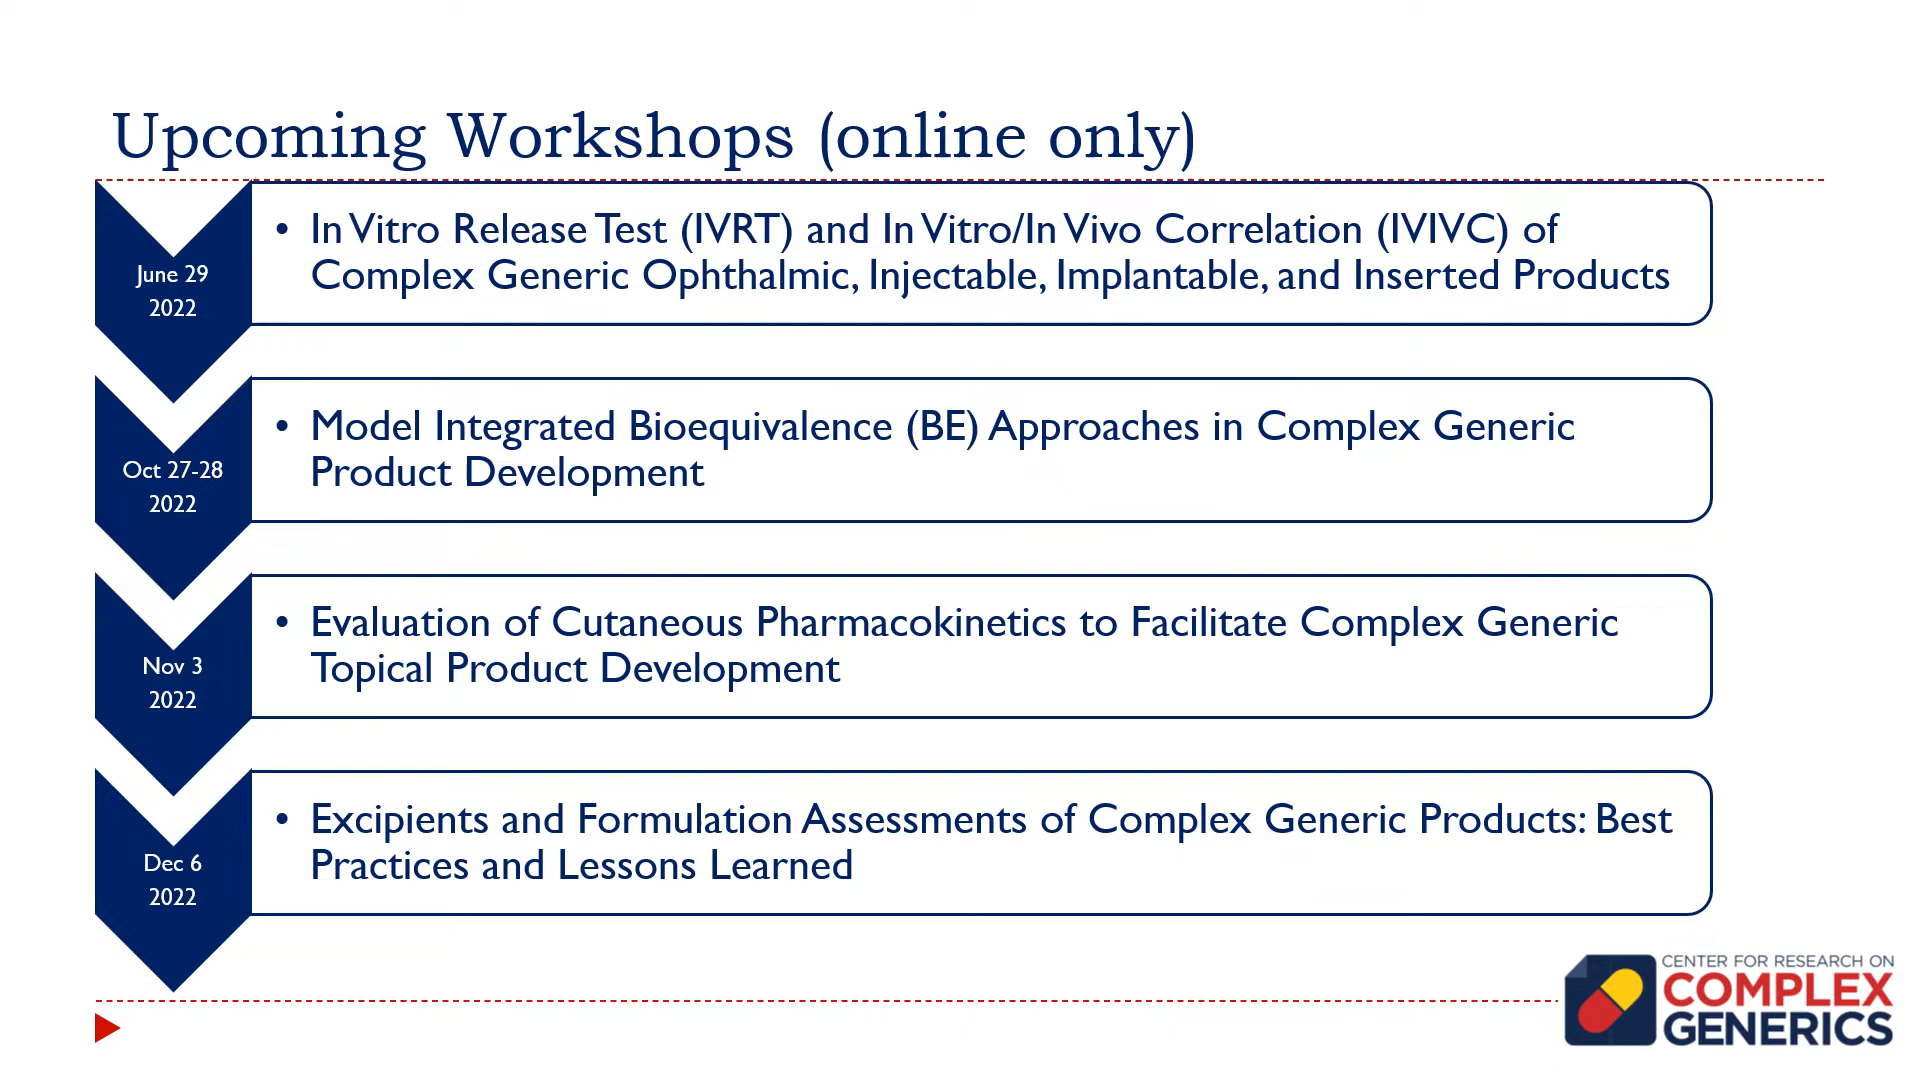 Upcoming Workshops (online only)
June 29
2022
• In Vitro Release Test (IVRT) and In Vitro/In Vivo Correlation (IVIVC) of
Complex Generic Ophthalmic, Injectable, Implantable, and Inserted Products
Oct 27-28
2022
• Model Integrated Bioequivalence (BE) Approaches in Complex Generic
Product Development
Nov 3
2022
• Evaluation of Cutaneous Pharmacokinetics to Facilitate Complex Generic
Topical Product Development
Dec 6
2022
• Excipients and Formulation Assessments of Complex Generic Products: Best
Practices and Lessons Learned
CENTER FOR RESEARCH ON
COMPLEX
GENERICS